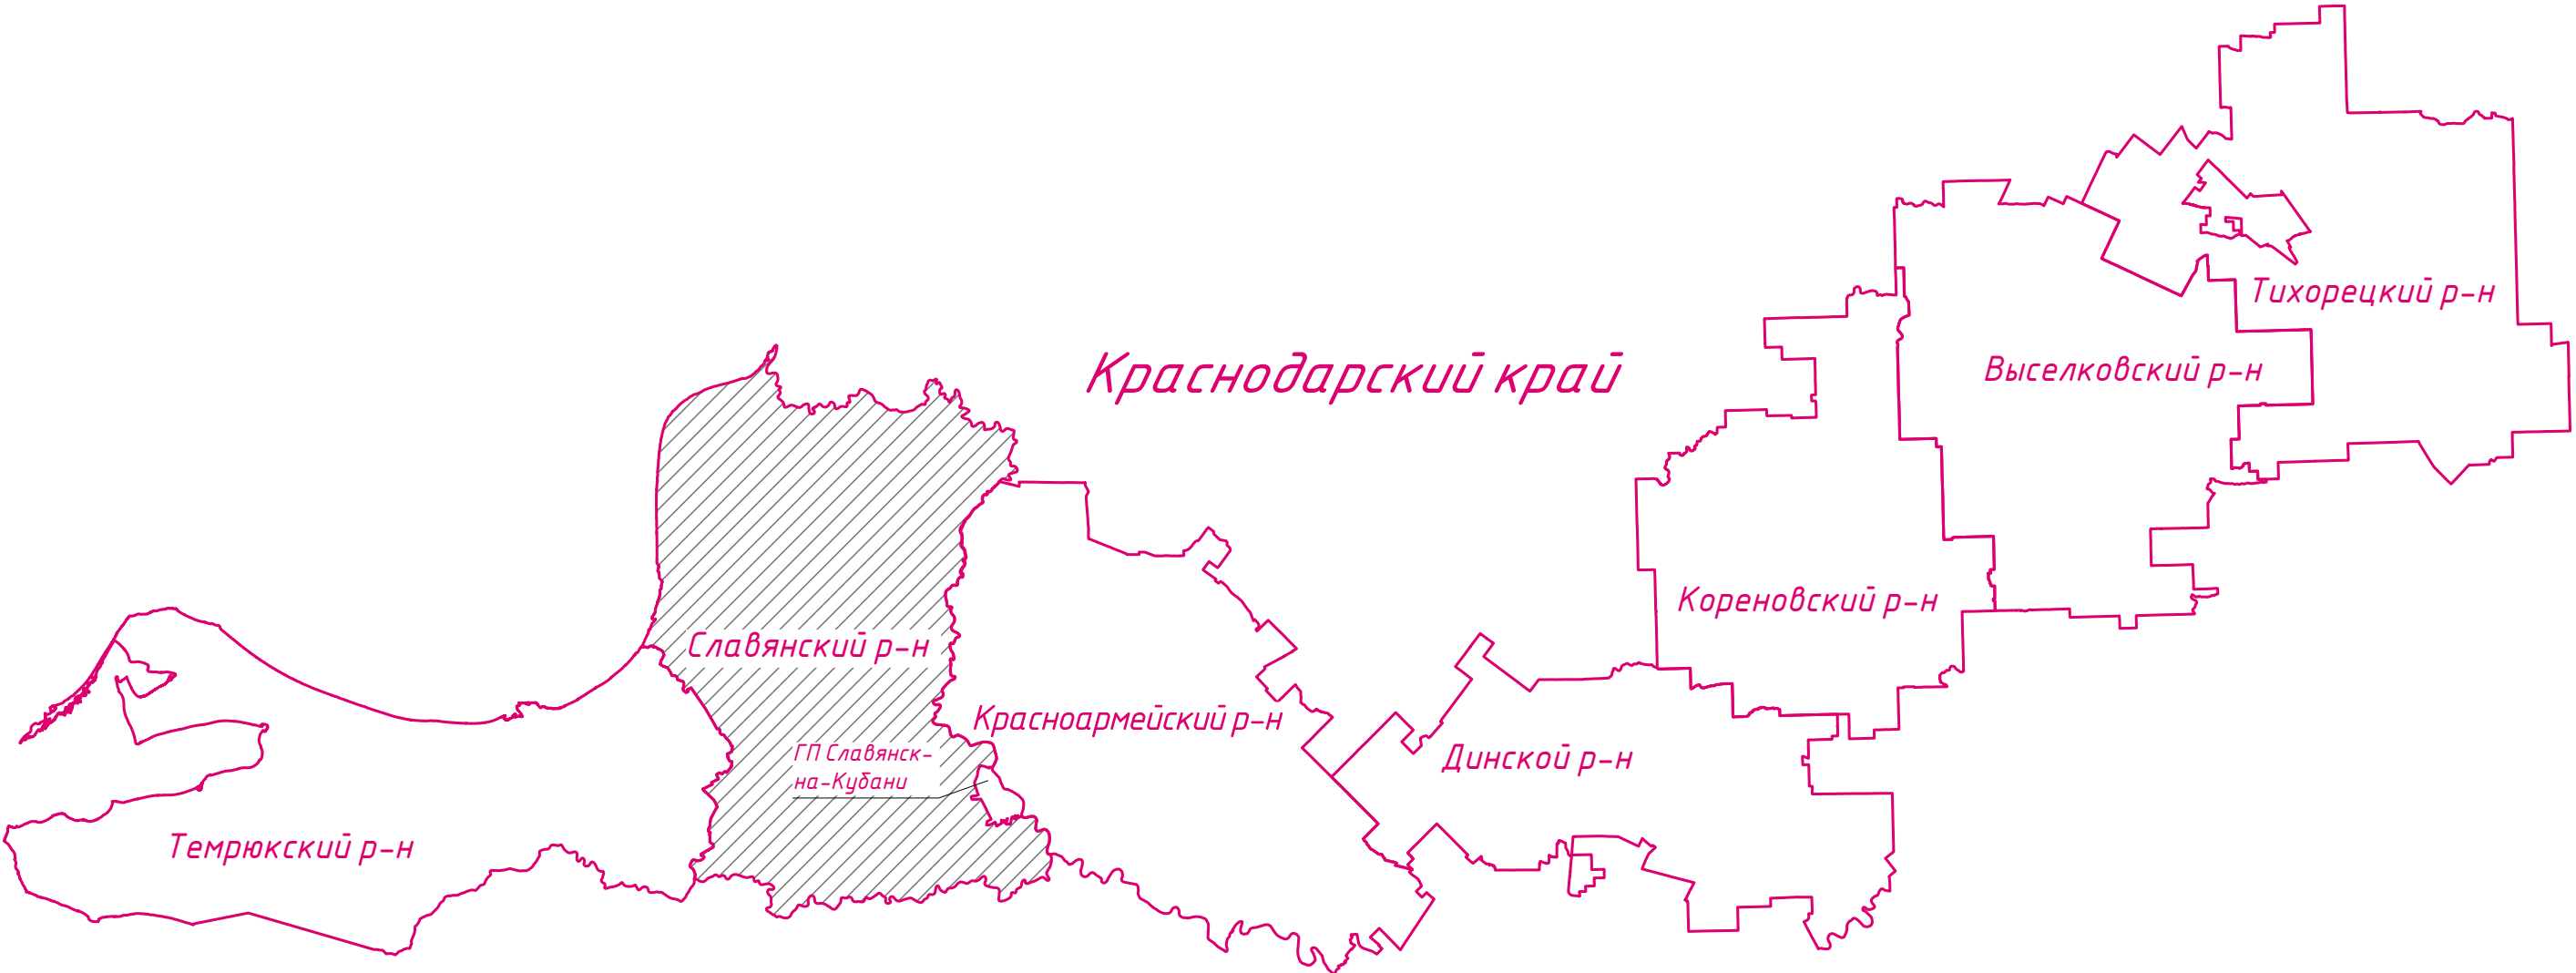 Тихорецкий р-н
Выселковский р-н
Краснодарский край
Кореновский р-н
Славянский р-н
Красноармейский р-н
ГП Славянск-
на-Кубани
Динской р-н
Темрюкский р-н